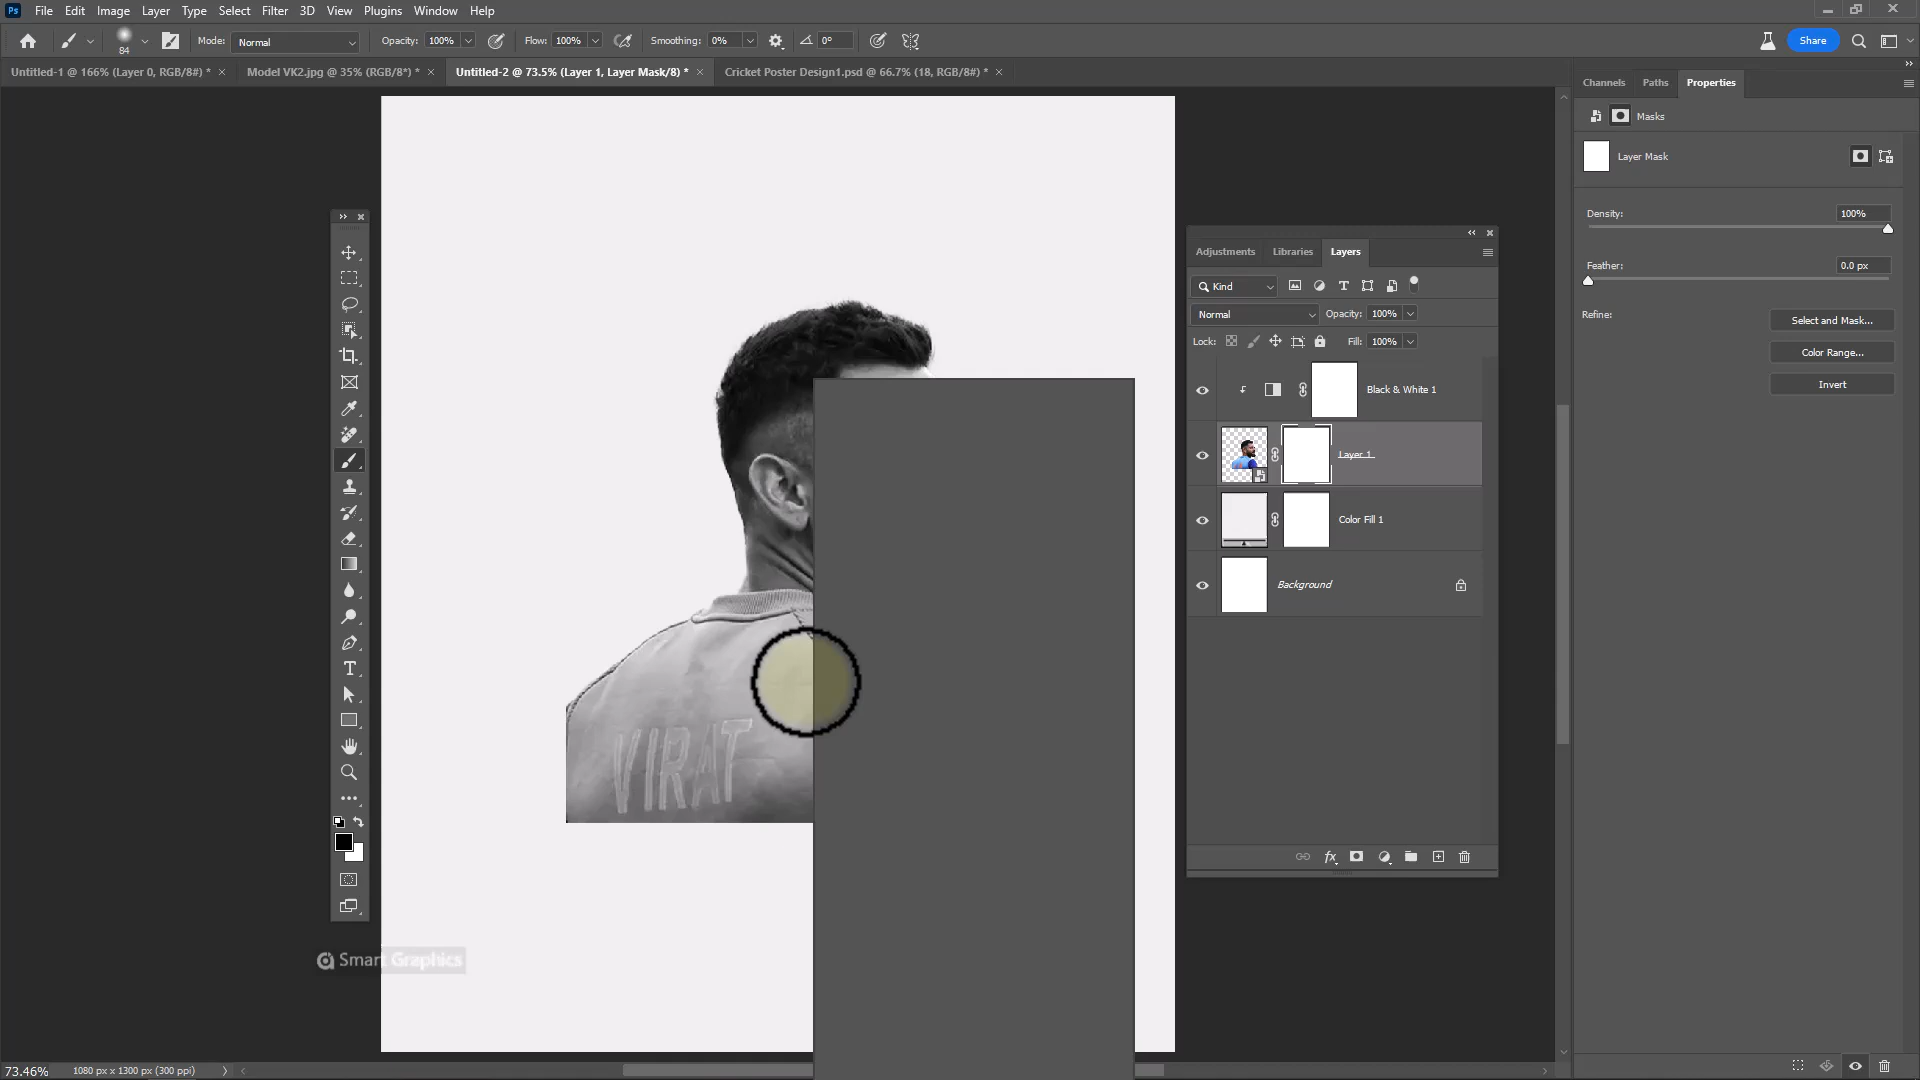 Ps File Edit Image Layer Type Select Filter 3D View Plugins Window Help
84 Mode: Normal Opacity: 100% Flow: 100% Smoothing: 0% 0° Share
Untitled-1 @ 166% (Layer 0, RGB/8#) * × Model VK2.jpg @ 35% (RGB/8*) * × Untitled-2 @ 73.5% (Layer 1, Layer Mask/8) * × Cricket Poster Design1.psd @ 66.7% (18, RGB/8#) * ×
Channels Paths Properties
Masks
Layer Mask
Density: 100%
Feather: 0.0 px
Refine: Select and Mask...
Color Range...
Invert
Adjustments Libraries Layers
Kind
Normal Opacity: 100%
Lock: Fill: 100%
Black & White 1
Layer 1
Color Fill 1
Background
fx
VIRAT
Smart Graphics
73.46% 1080 px x 1300 px (300 ppi)